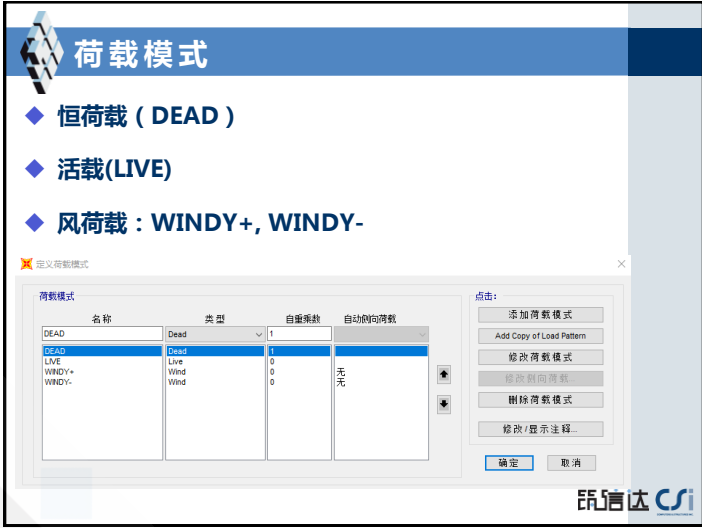 荷载模式
恒荷载（DEAD）
活载(LIVE)
风荷载：WINDY+, WINDY-
定义荷载模式
荷载模式
点击:
名称 类型 自重乘数 自动侧向荷载
DEAD Dead 1
DEAD Dead 1
LIVE Live 0
WINDY+ Wind 0 无
WINDY- Wind 0 无
添加荷载模式
Add Copy of Load Pattern
修改荷载模式
修改侧向荷载...
删除荷载模式
修改/显示注释...
确定 取消
筑信达 CSi